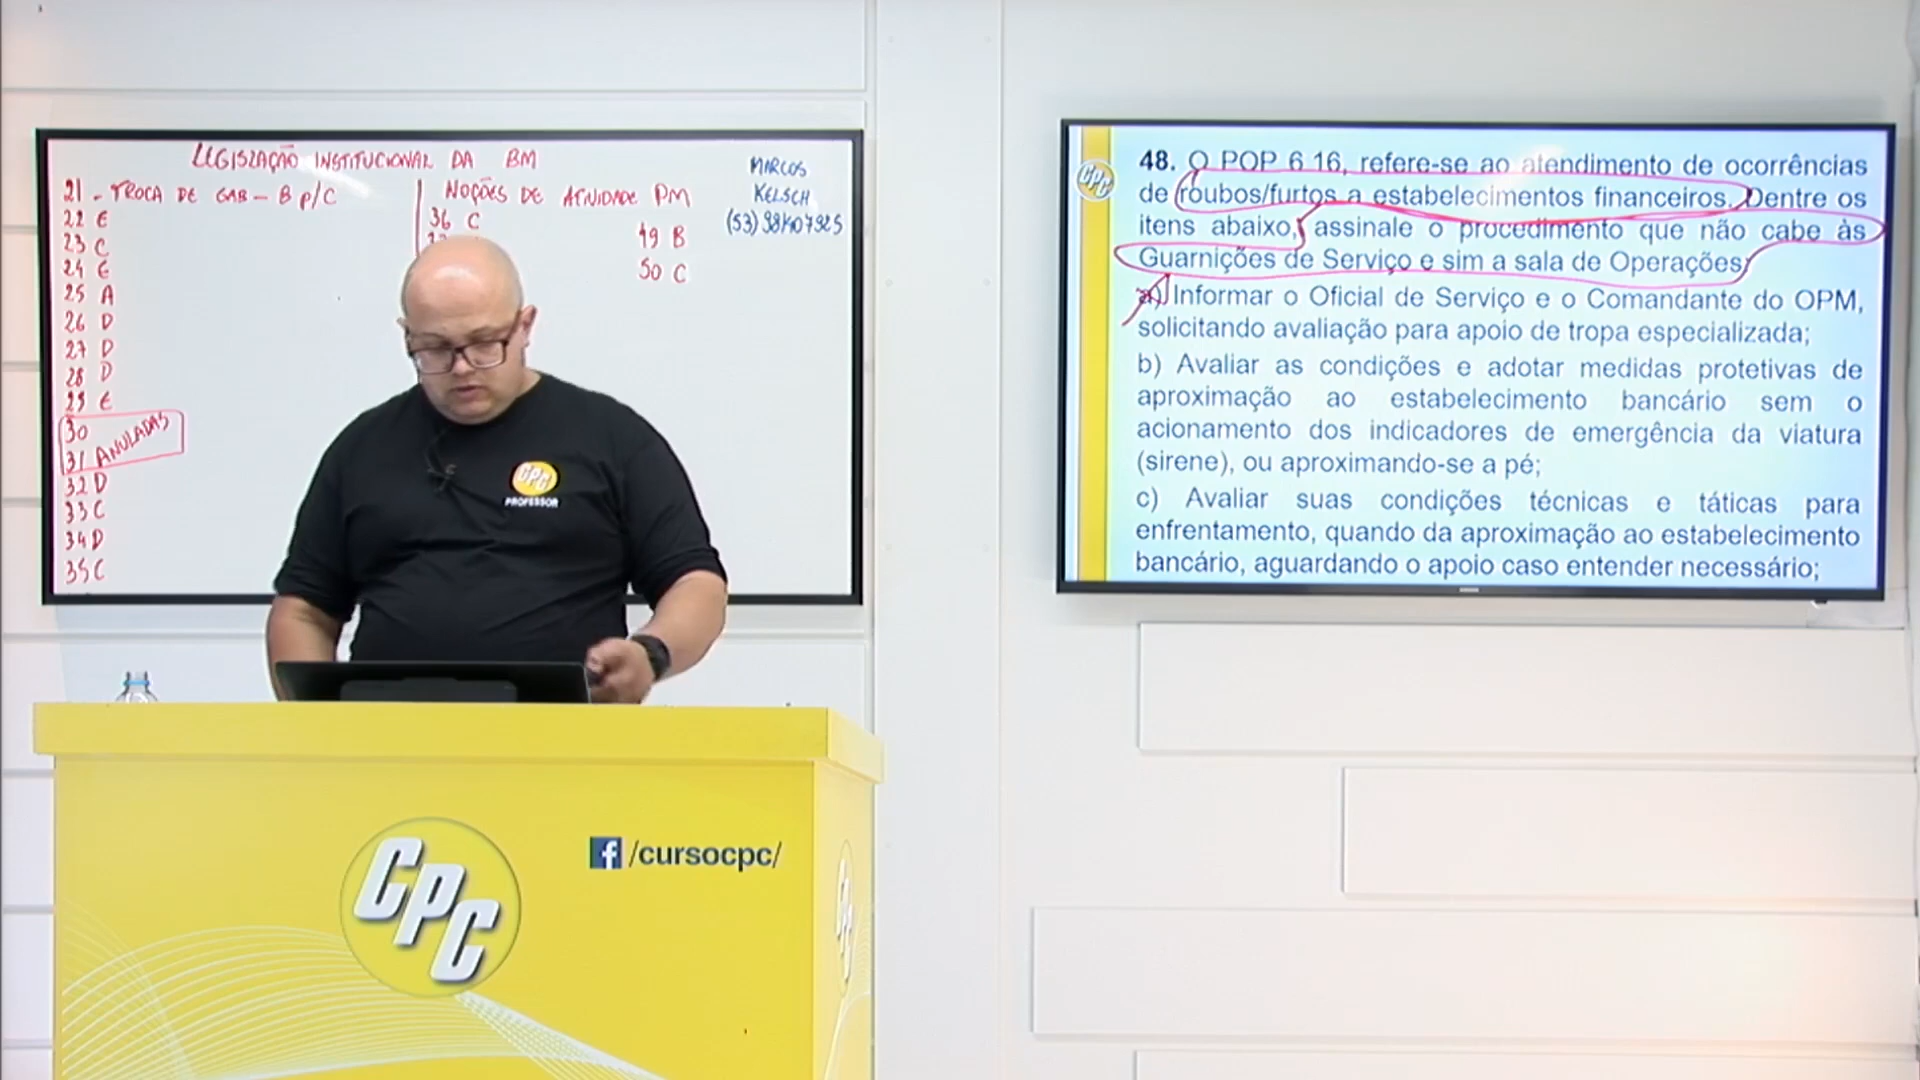 LEGISLAÇÃO INSTITUCIONAL DA BM
21 - TROCA DE GAB - B p/C
22 E
23 C
24 E
25 A
26 D
27 D
28 D
29 E
30
31 ANULADAS
32 D
33 C
34 D
35 C
NOÇÕES DE ATIVIDADE PM
36 C
49 B
50 C
MARCOS
KELSCH
CPC
PROFESSOR
CPC
/cursocpc/
CPC
48. O POP 6.16, refere-se ao atendimento de ocorrências
de roubos/furtos a estabelecimentos financeiros. Dentre os
itens abaixo, assinale o procedimento que não cabe às
Guarnições de Serviço e sim a sala de Operações:
a) Informar o Oficial de Serviço e o Comandante do OPM,
solicitando avaliação para apoio de tropa especializada;
b) Avaliar as condições e adotar medidas protetivas de
aproximação ao estabelecimento bancário sem o
acionamento dos indicadores de emergência da viatura
(sirene), ou aproximando-se a pé;
c) Avaliar suas condições técnicas e táticas para
enfrentamento, quando da aproximação ao estabelecimento
bancário, aguardando o apoio caso entender necessário;